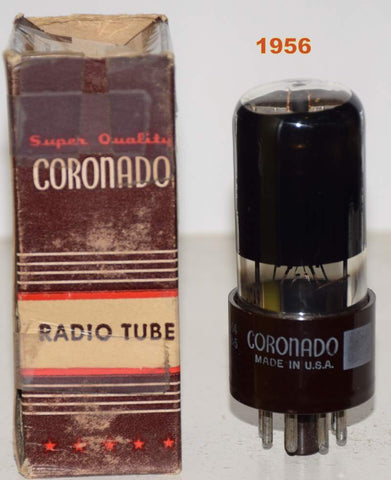 1956
Super Quality
CORONADO
RADIO TUBE
CORONADO
MADE IN U.S.A.